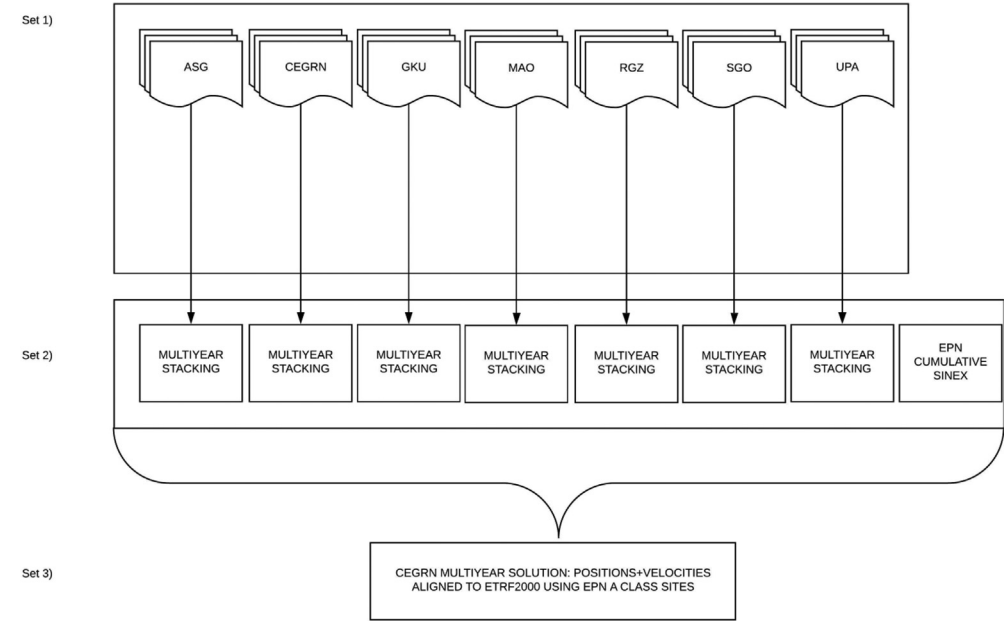 Set 1)
ASG
CEGRN
GKU
MAO
RGZ
SGO
UPA
Set 2)
MULTIYEAR
STACKING
MULTIYEAR
STACKING
MULTIYEAR
STACKING
MULTIYEAR
STACKING
MULTIYEAR
STACKING
MULTIYEAR
STACKING
MULTIYEAR
STACKING
EPN
CUMULATIVE
SINEX
Set 3)
CEGRN MULTIYEAR SOLUTION: POSITIONS+VELOCITIES
ALIGNED TO ETRF2000 USING EPN A CLASS SITES